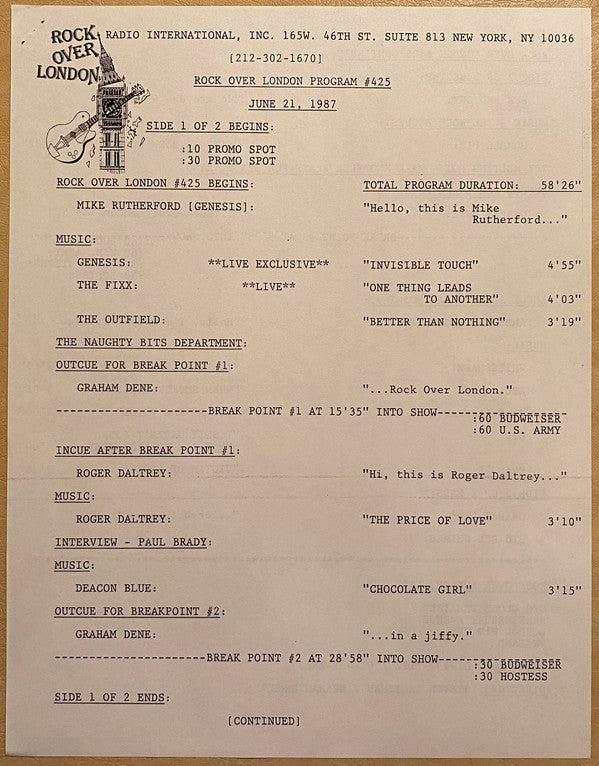 ROCK
OVER
LONDON
RADIO INTERNATIONAL, INC. 165W. 46TH ST. SUITE 813 NEW YORK, NY 10036
[212-302-1670]
ROCK OVER LONDON PROGRAM #425
JUNE 21, 1987
SIDE 1 OF 2 BEGINS:
:10 PROMO SPOT
:30 PROMO SPOT
ROCK OVER LONDON #425 BEGINS: TOTAL PROGRAM DURATION: 58'26"
MIKE RUTHERFORD [GENESIS]: "Hello, this is Mike
Rutherford..."
MUSIC:
GENESIS: **LIVE EXCLUSIVE** "INVISIBLE TOUCH" 4'55"
THE FIXX: **LIVE** "ONE THING LEADS
TO ANOTHER" 4'03"
THE OUTFIELD: "BETTER THAN NOTHING" 3'19"
THE NAUGHTY BITS DEPARTMENT:
OUTCUE FOR BREAK POINT #1:
GRAHAM DENE: "...Rock Over London."
-----------------------BREAK POINT #1 AT 15'35" INTO SHOW-------------------
:60 BUDWEISER
:60 U.S. ARMY
INCUE AFTER BREAK POINT #1:
ROGER DALTREY: "Hi, this is Roger Daltrey..."
MUSIC:
ROGER DALTREY: "THE PRICE OF LOVE" 3'10"
INTERVIEW - PAUL BRADY:
MUSIC:
DEACON BLUE: "CHOCOLATE GIRL" 3'15"
OUTCUE FOR BREAKPOINT #2:
GRAHAM DENE: "...in a jiffy."
-----------------------BREAK POINT #2 AT 28'58" INTO SHOW-------------------
:30 BUDWEISER
:30 HOSTESS
SIDE 1 OF 2 ENDS:
[CONTINUED]